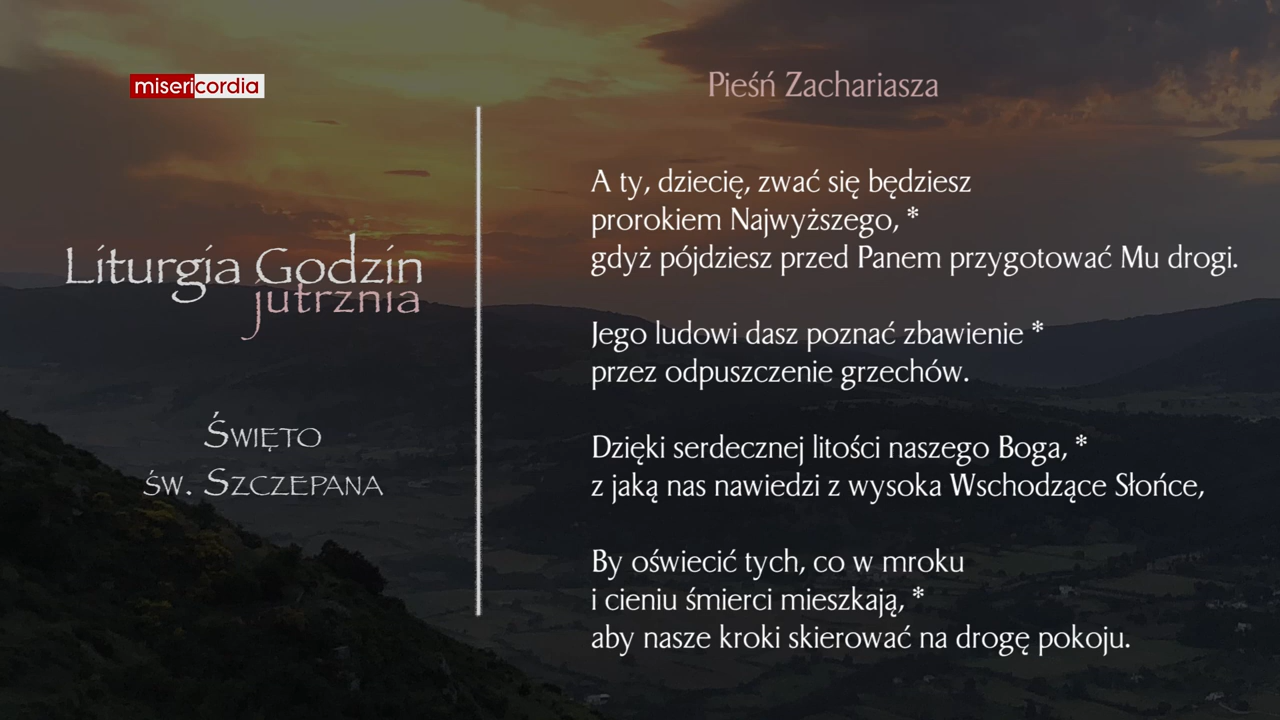 misericordia
Liturgia Godzin
jutrznia
Święto
św. Szczepana
Pieśń Zachariasza
A ty, dziecię, zwać się będziesz
prorokiem Najwyższego, *
gdyż pójdziesz przed Panem przygotować Mu drogi.
Jego ludowi dasz poznać zbawienie *
przez odpuszczenie grzechów.
Dzięki serdecznej litości naszego Boga, *
z jaką nas nawiedzi z wysoka Wschodzące Słońce,
By oświecić tych, co w mroku
i cieniu śmierci mieszkają, *
aby nasze kroki skierować na drogę pokoju.